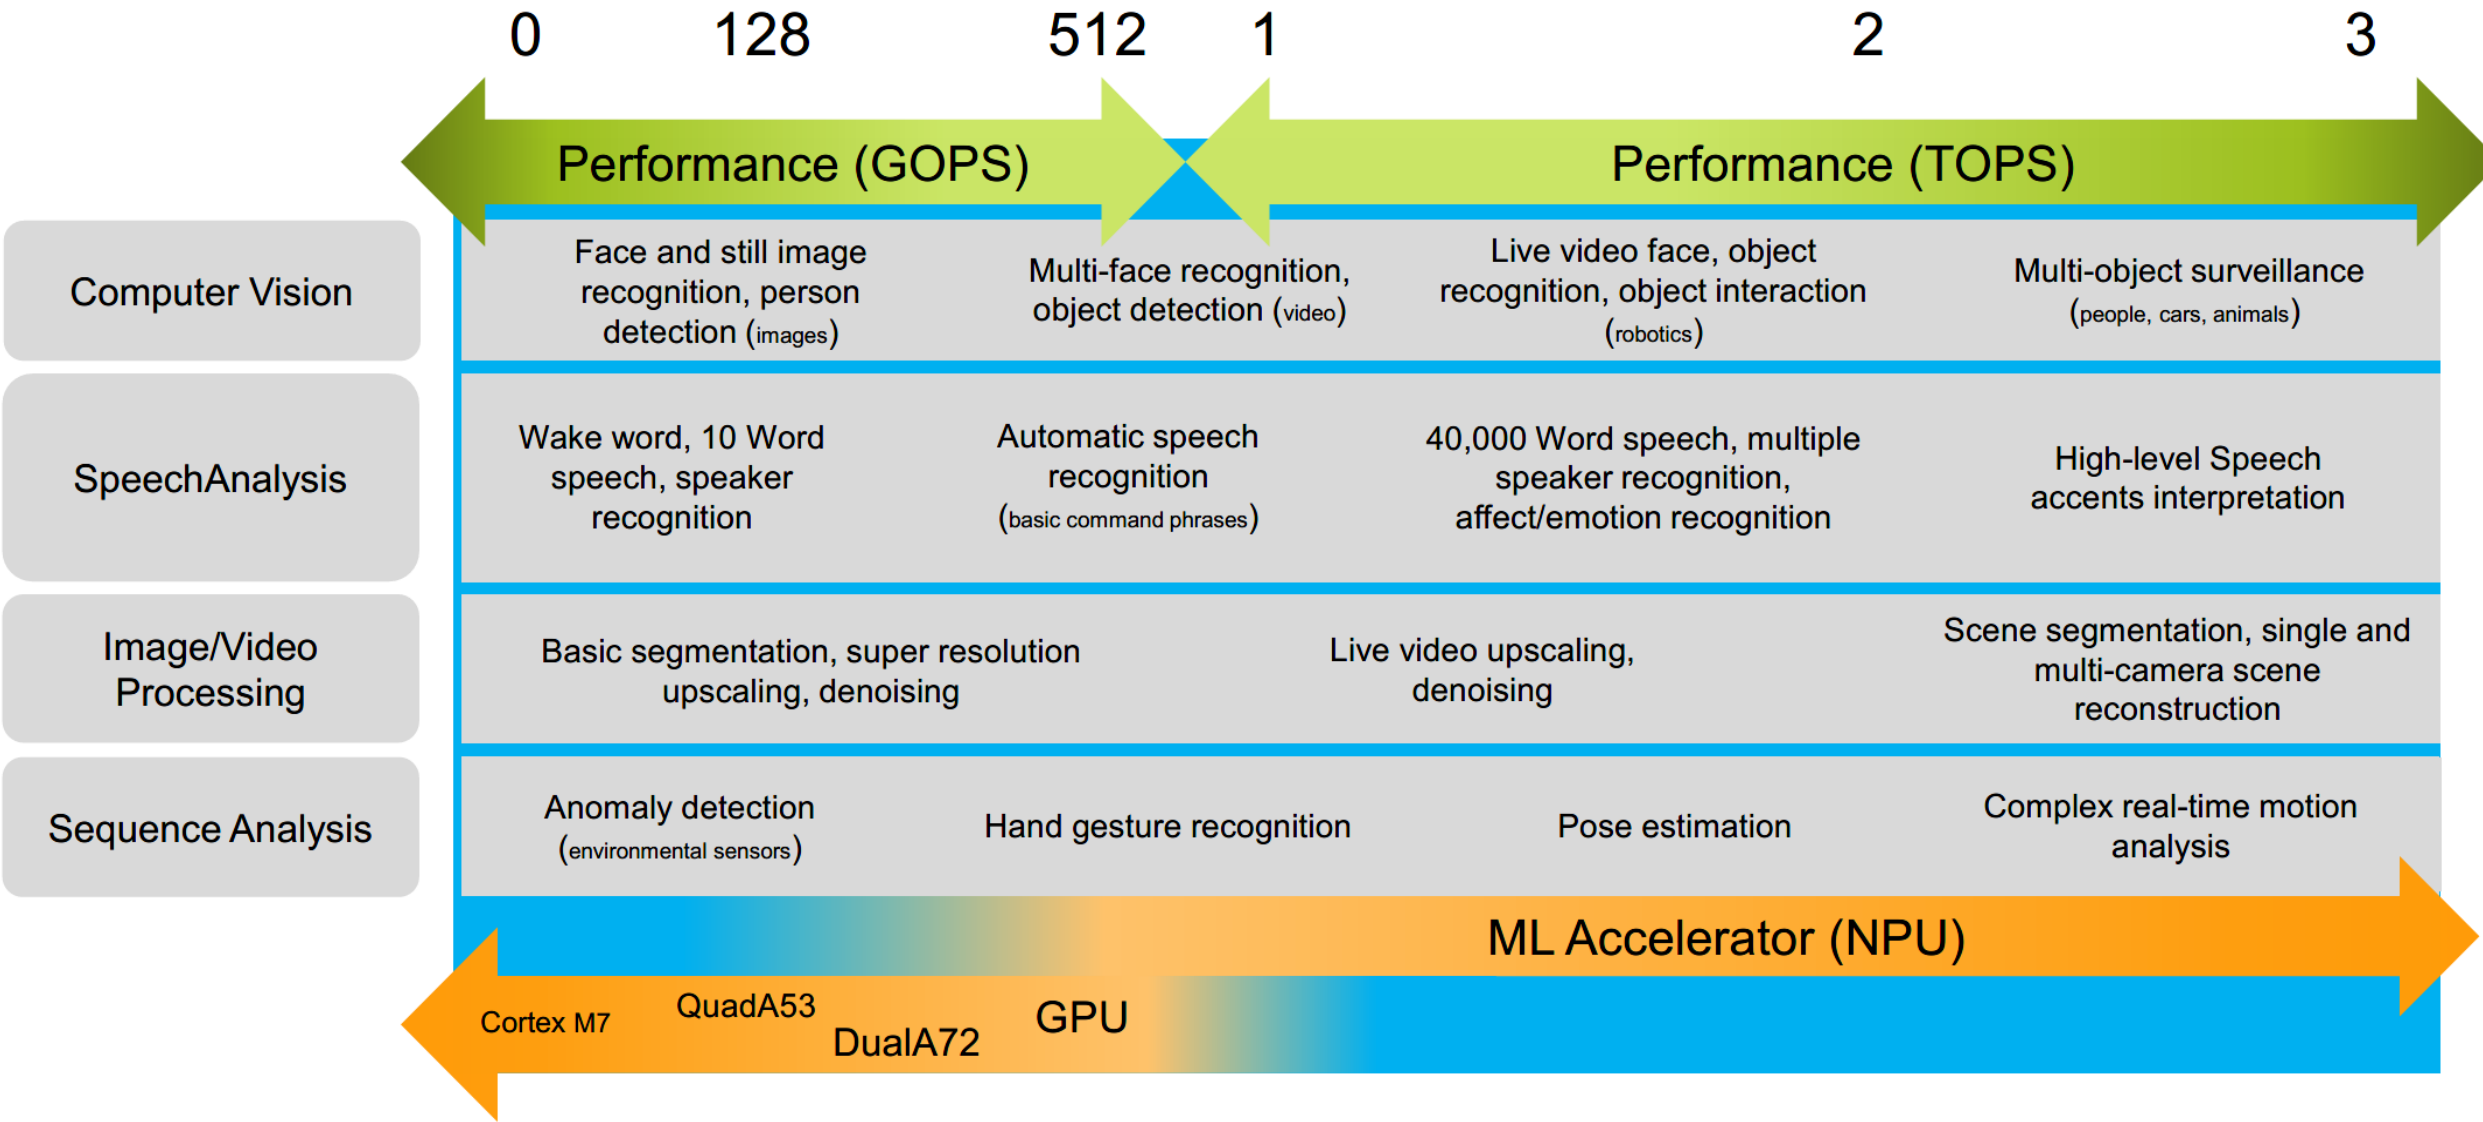 0 128 512 1 2 3
Performance (GOPS) Performance (TOPS)
Computer Vision
Face and still image
recognition, person
detection (images)
Multi-face recognition,
object detection (video)
Live video face, object
recognition, object interaction
(robotics)
Multi-object surveillance
(people, cars, animals)
SpeechAnalysis
Wake word, 10 Word
speech, speaker
recognition
Automatic speech
recognition
(basic command phrases)
40,000 Word speech, multiple
speaker recognition,
affect/emotion recognition
High-level Speech
accents interpretation
Image/Video
Processing
Basic segmentation, super resolution
upscaling, denoising
Live video upscaling,
denoising
Scene segmentation, single and
multi-camera scene
reconstruction
Sequence Analysis
Anomaly detection
(environmental sensors)
Hand gesture recognition
Pose estimation
Complex real-time motion
analysis
ML Accelerator (NPU)
Cortex M7
QuadA53
DualA72
GPU